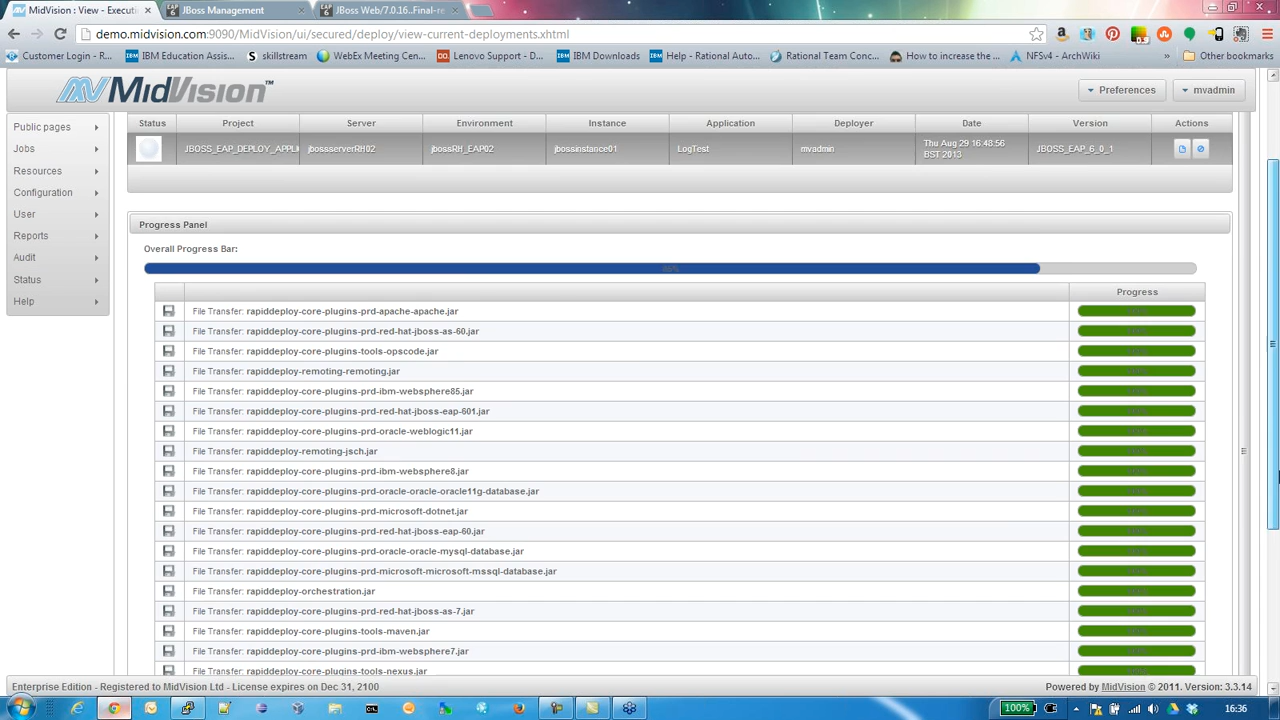 MidVision : View - Executi
JBoss Management
JBoss Web/7.0.16..Final-re
demo.midvision.com:9090/MidVision/ui/secured/deploy/view-current-deployments.xhtml
Customer Login - R...
IBM Education Assis...
skillstream
WebEx Meeting Cen...
Lenovo Support - D...
IBM Downloads
Help - Rational Auto...
Rational Team Conc...
How to increase the ...
NFSv4 - ArchWiki
»
Other bookmarks
MidVision™
Preferences
mvadmin
Public pages
Jobs
Resources
Configuration
User
Reports
Audit
Status
Help
Status Project Server Environment Instance Application Deployer Date Version Actions
JBOSS_EAP_DEPLOY_APPLI jbossserverRH02 jbossRH_EAP02 jbossinstance01 LogTest mvadmin Thu Aug 29 16:48:56 BST 2013 JBOSS_EAP_6_0_1
Progress Panel
Overall Progress Bar:
Progress
File Transfer: rapiddeploy-core-plugins-prd-apache-apache.jar
File Transfer: rapiddeploy-core-plugins-prd-red-hat-jboss-as-60.jar
File Transfer: rapiddeploy-core-plugins-tools-opscode.jar
File Transfer: rapiddeploy-remoting-remoting.jar
File Transfer: rapiddeploy-core-plugins-prd-ibm-websphere85.jar
File Transfer: rapiddeploy-core-plugins-prd-red-hat-jboss-eap-601.jar
File Transfer: rapiddeploy-core-plugins-prd-oracle-weblogic11.jar
File Transfer: rapiddeploy-remoting-jsch.jar
File Transfer: rapiddeploy-core-plugins-prd-ibm-websphere8.jar
File Transfer: rapiddeploy-core-plugins-prd-oracle-oracle-oracle11g-database.jar
File Transfer: rapiddeploy-core-plugins-prd-microsoft-dotnet.jar
File Transfer: rapiddeploy-core-plugins-prd-red-hat-jboss-eap-60.jar
File Transfer: rapiddeploy-core-plugins-prd-oracle-oracle-mysql-database.jar
File Transfer: rapiddeploy-core-plugins-prd-microsoft-microsoft-mssql-database.jar
File Transfer: rapiddeploy-orchestration.jar
File Transfer: rapiddeploy-core-plugins-prd-red-hat-jboss-as-7.jar
File Transfer: rapiddeploy-core-plugins-tools-maven.jar
File Transfer: rapiddeploy-core-plugins-prd-ibm-websphere7.jar
File Transfer: rapiddeploy-core-plugins-tools-nexus.jar
Enterprise Edition - Registered to MidVision Ltd - License expires on Dec 31, 2100
Powered by MidVision © 2011. Version: 3.3.14
100%
16:36